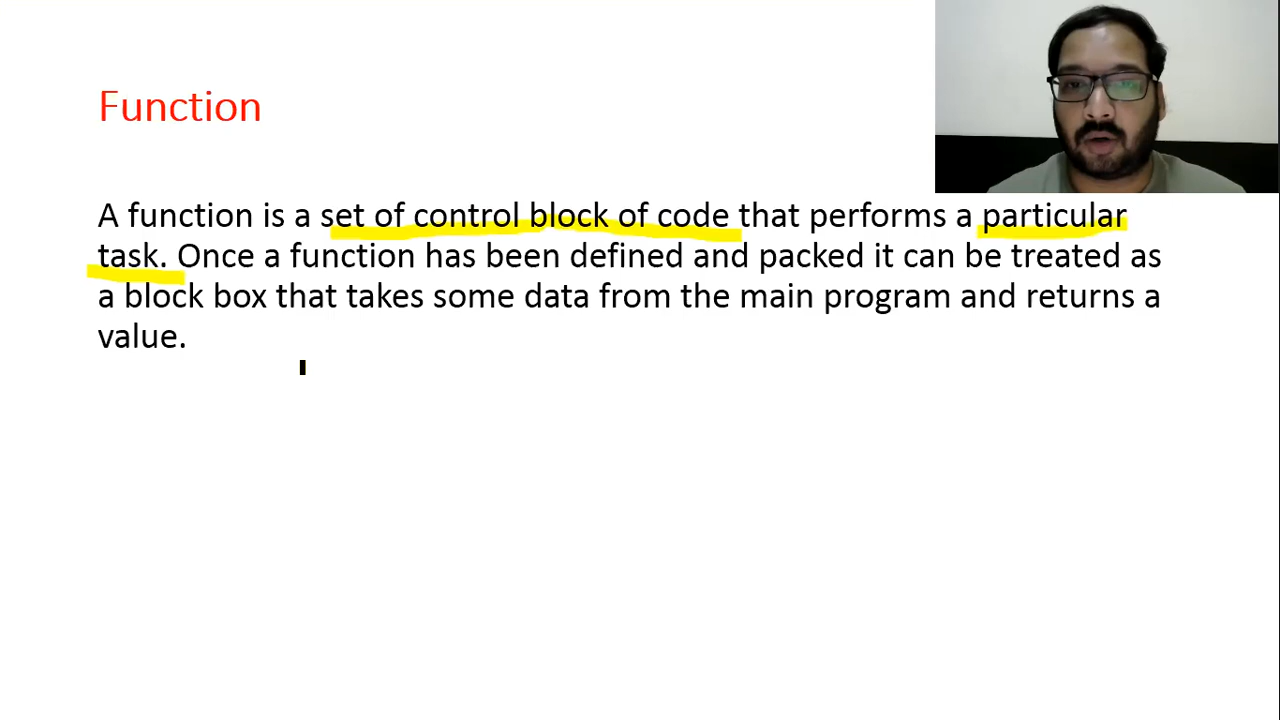 Function
A function is a set of control block of code that performs a particular
task. Once a function has been defined and packed it can be treated as
a block box that takes some data from the main program and returns a
value.